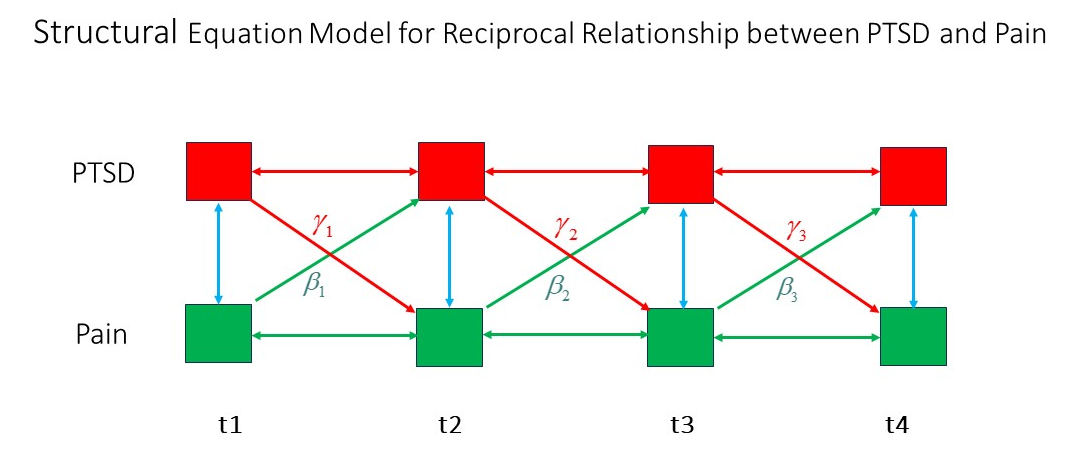 Structural Equation Model for Reciprocal Relationship between PTSD and Pain
PTSD
γ1 γ2 γ3
β1 β2 β3
Pain
t1 t2 t3 t4